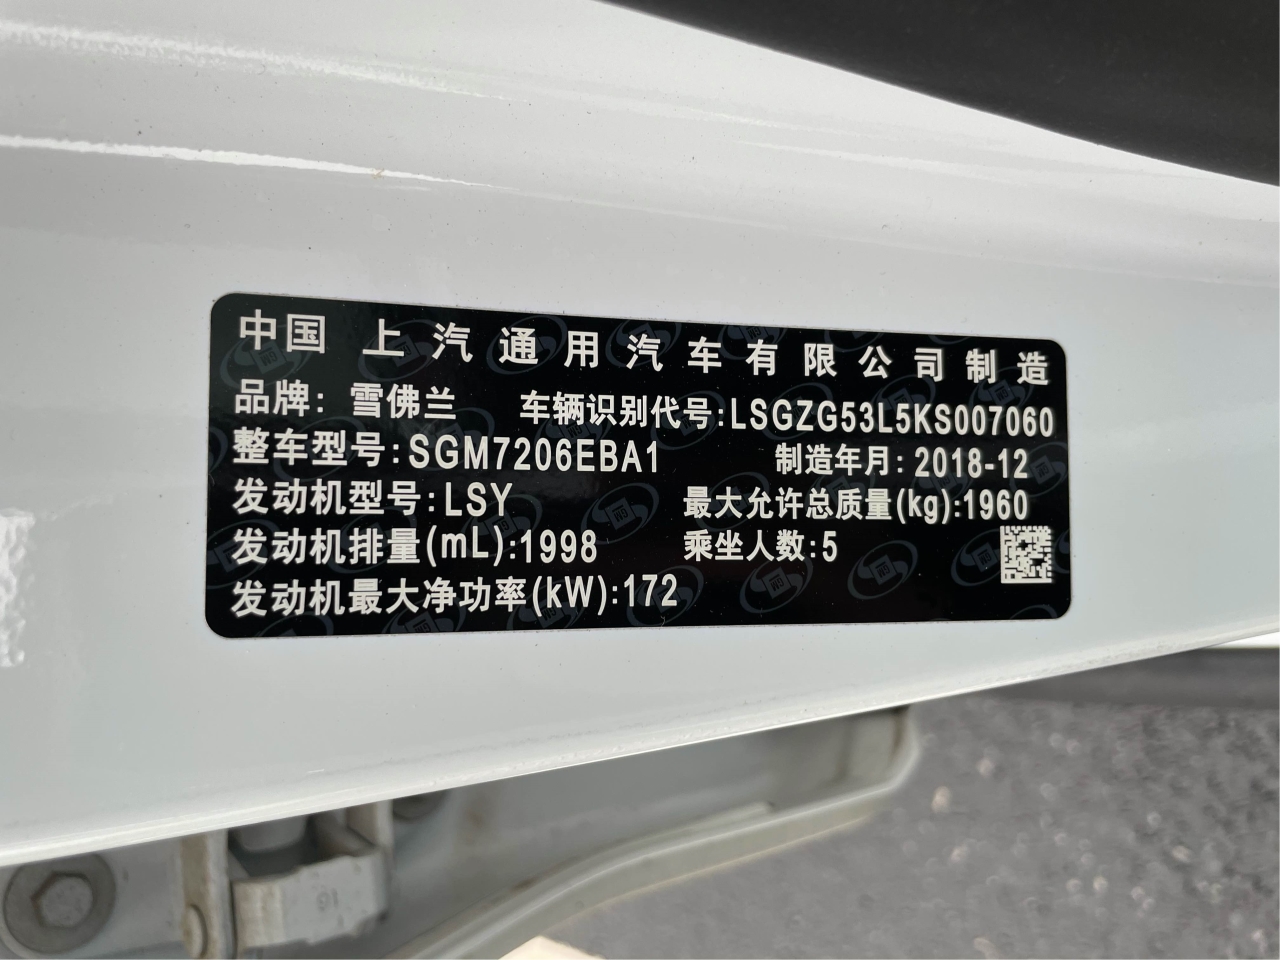 中国 上汽通用汽车有限公司制造
品牌: 雪佛兰 车辆识别代号:LSGZG53L5KS007060
整车型号:SGM7206EBA1 制造年月: 2018-12
发动机型号:LSY 最大允许总质量(kg):1960
发动机排量(mL):1998 乘坐人数:5
发动机最大净功率(kW):172